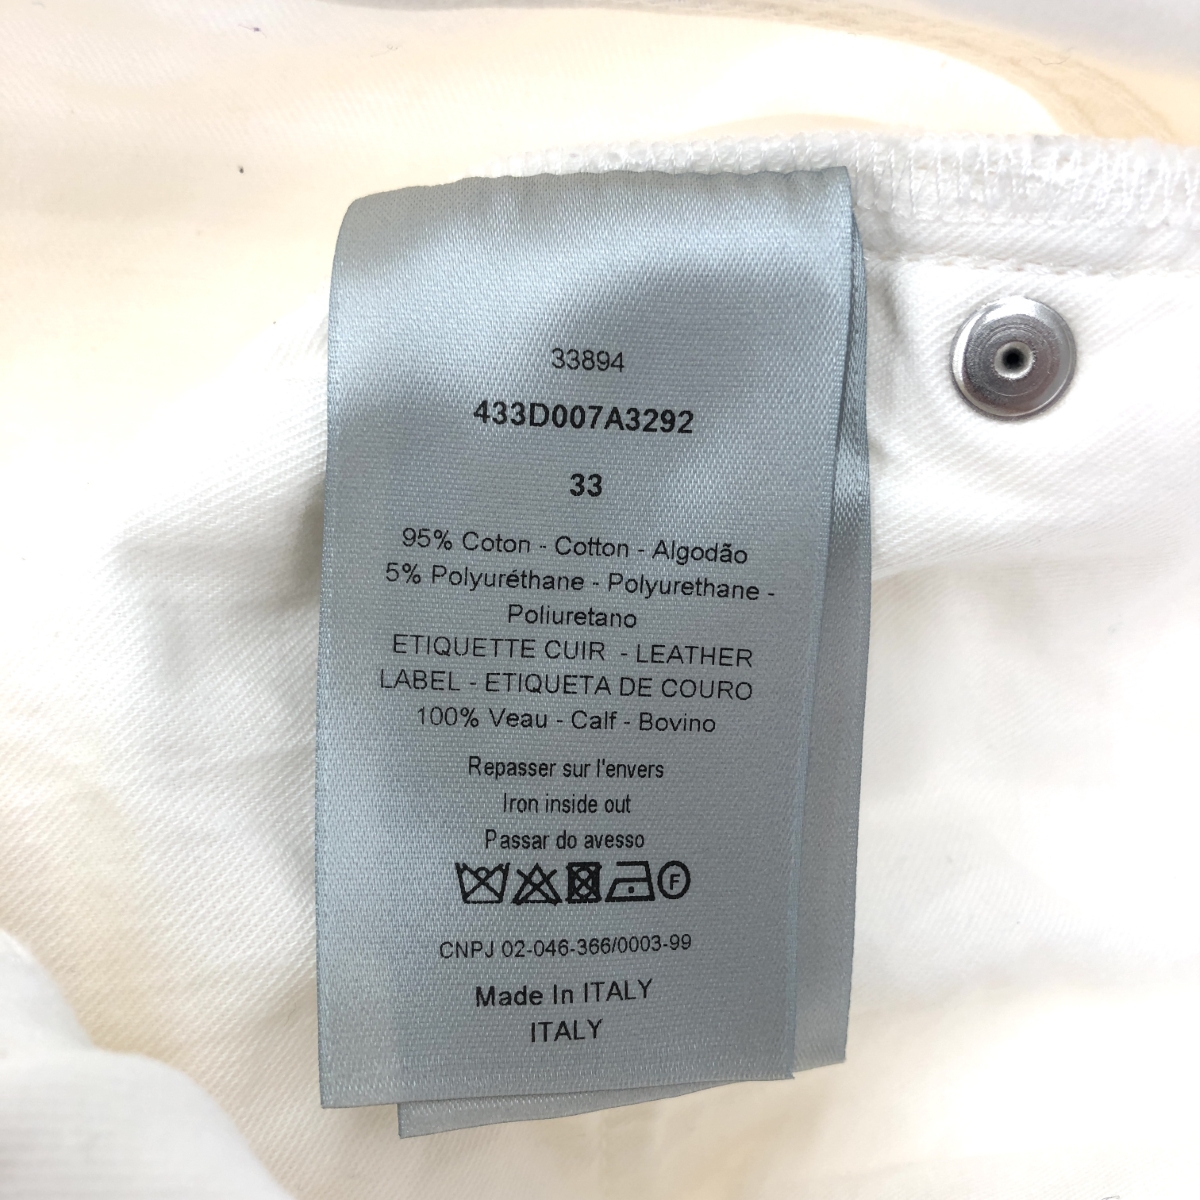 33894
433D007A3292
33
95% Coton - Cotton - Algodão
5% Polyuréthane - Polyurethane -
Poliuretano
ETIQUETTE CUIR - LEATHER
LABEL - ETIQUETA DE COURO
100% Veau - Calf - Bovino
Repasser sur l'envers
Iron inside out
Passar do avesso
F
CNPJ 02-046-366/0003-99
Made In ITALY
ITALY